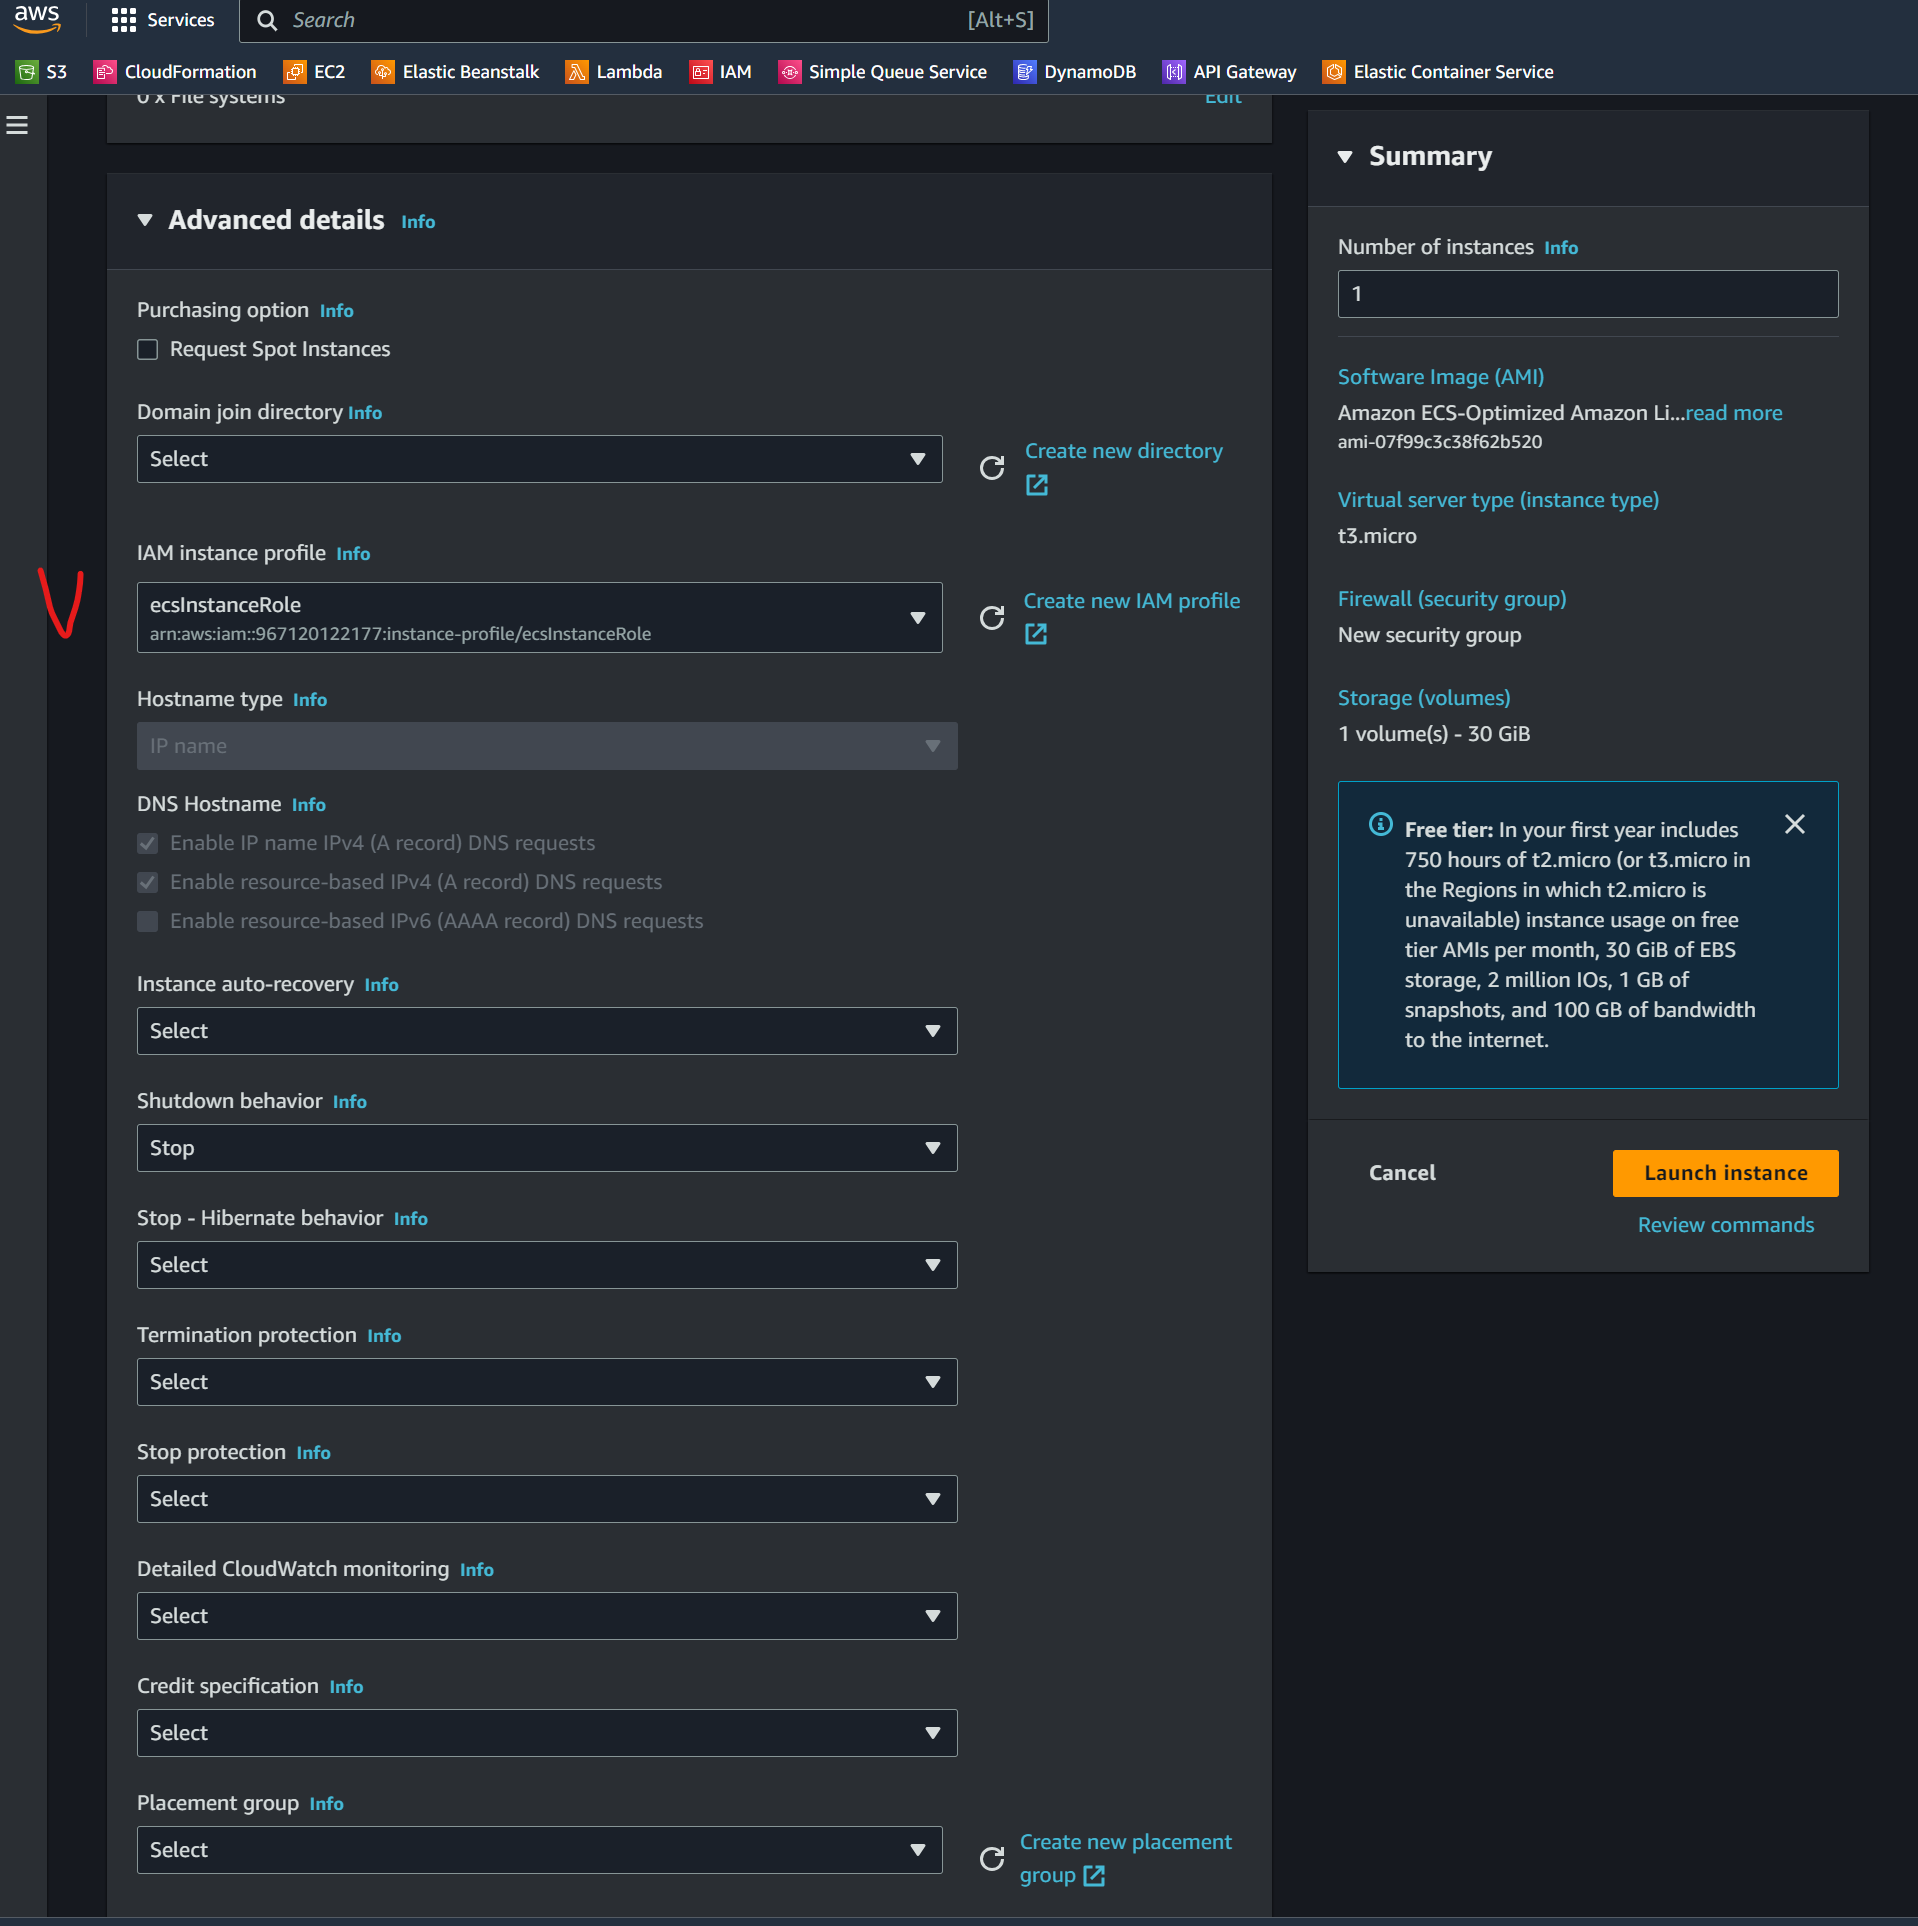 aws
Services
Search
[Alt+S]
S3
CloudFormation
EC2
Elastic Beanstalk
Lambda
IAM
Simple Queue Service
DynamoDB
API Gateway
Elastic Container Service
0 x File systems
Edit
Advanced details Info
Purchasing option Info
Request Spot Instances
Domain join directory Info
Select
Create new directory
IAM instance profile Info
ecsInstanceRole
arn:aws:iam::967120122177:instance-profile/ecsInstanceRole
Create new IAM profile
Hostname type Info
IP name
DNS Hostname Info
Enable IP name IPv4 (A record) DNS requests
Enable resource-based IPv4 (A record) DNS requests
Enable resource-based IPv6 (AAAA record) DNS requests
Instance auto-recovery Info
Select
Shutdown behavior Info
Stop
Stop - Hibernate behavior Info
Select
Termination protection Info
Select
Stop protection Info
Select
Detailed CloudWatch monitoring Info
Select
Credit specification Info
Select
Placement group Info
Select
Create new placement
group
Summary
Number of instances Info
1
Software Image (AMI)
Amazon ECS-Optimized Amazon Li...read more
ami-07f99c3c38f62b520
Virtual server type (instance type)
t3.micro
Firewall (security group)
New security group
Storage (volumes)
1 volume(s) - 30 GiB
Free tier: In your first year includes
750 hours of t2.micro (or t3.micro in
the Regions in which t2.micro is
unavailable) instance usage on free
tier AMIs per month, 30 GiB of EBS
storage, 2 million IOs, 1 GB of
snapshots, and 100 GB of bandwidth
to the internet.
Cancel
Launch instance
Review commands